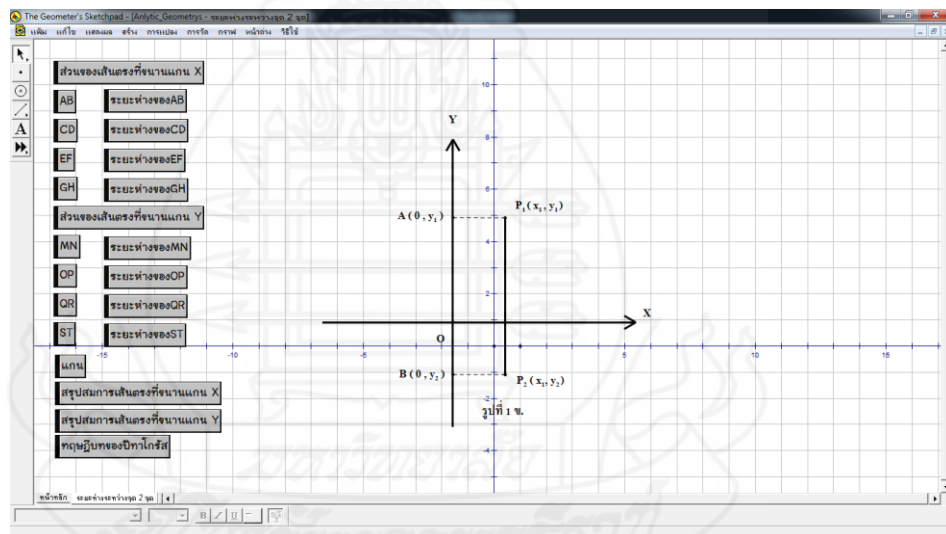 The Geometer's Sketchpad - [Anlytic_Geometrys - ระยะห่างระหว่างจุด 2 จุด]
แฟ้ม แก้ไข แสดงผล สร้าง การแปลง การวัด กราฟ หน้าต่าง วิธีใช้
ส่วนของเส้นตรงที่ขนานแกน X
AB ระยะห่างของAB
CD ระยะห่างของCD
EF ระยะห่างของEF
GH ระยะห่างของGH
ส่วนของเส้นตรงที่ขนานแกน Y
MN ระยะห่างของMN
OP ระยะห่างของOP
QR ระยะห่างของQR
ST ระยะห่างของST
แกน
สรุปสมการเส้นตรงที่ขนานแกน X
สรุปสมการเส้นตรงที่ขนานแกน Y
ทฤษฎีบทของปีทาโกรัส
A
10
8
Y
6
A (0 , y₁) P₁( x₁, y₁)
4
2
X
O
-15 -10 -5 5 10 15
B (0 , y₂) P₂( x₁, y₂)
-2
รูปที่ 1 ข.
-4
หน้าหลัก ระยะห่างระหว่างจุด 2 จุด
B I U